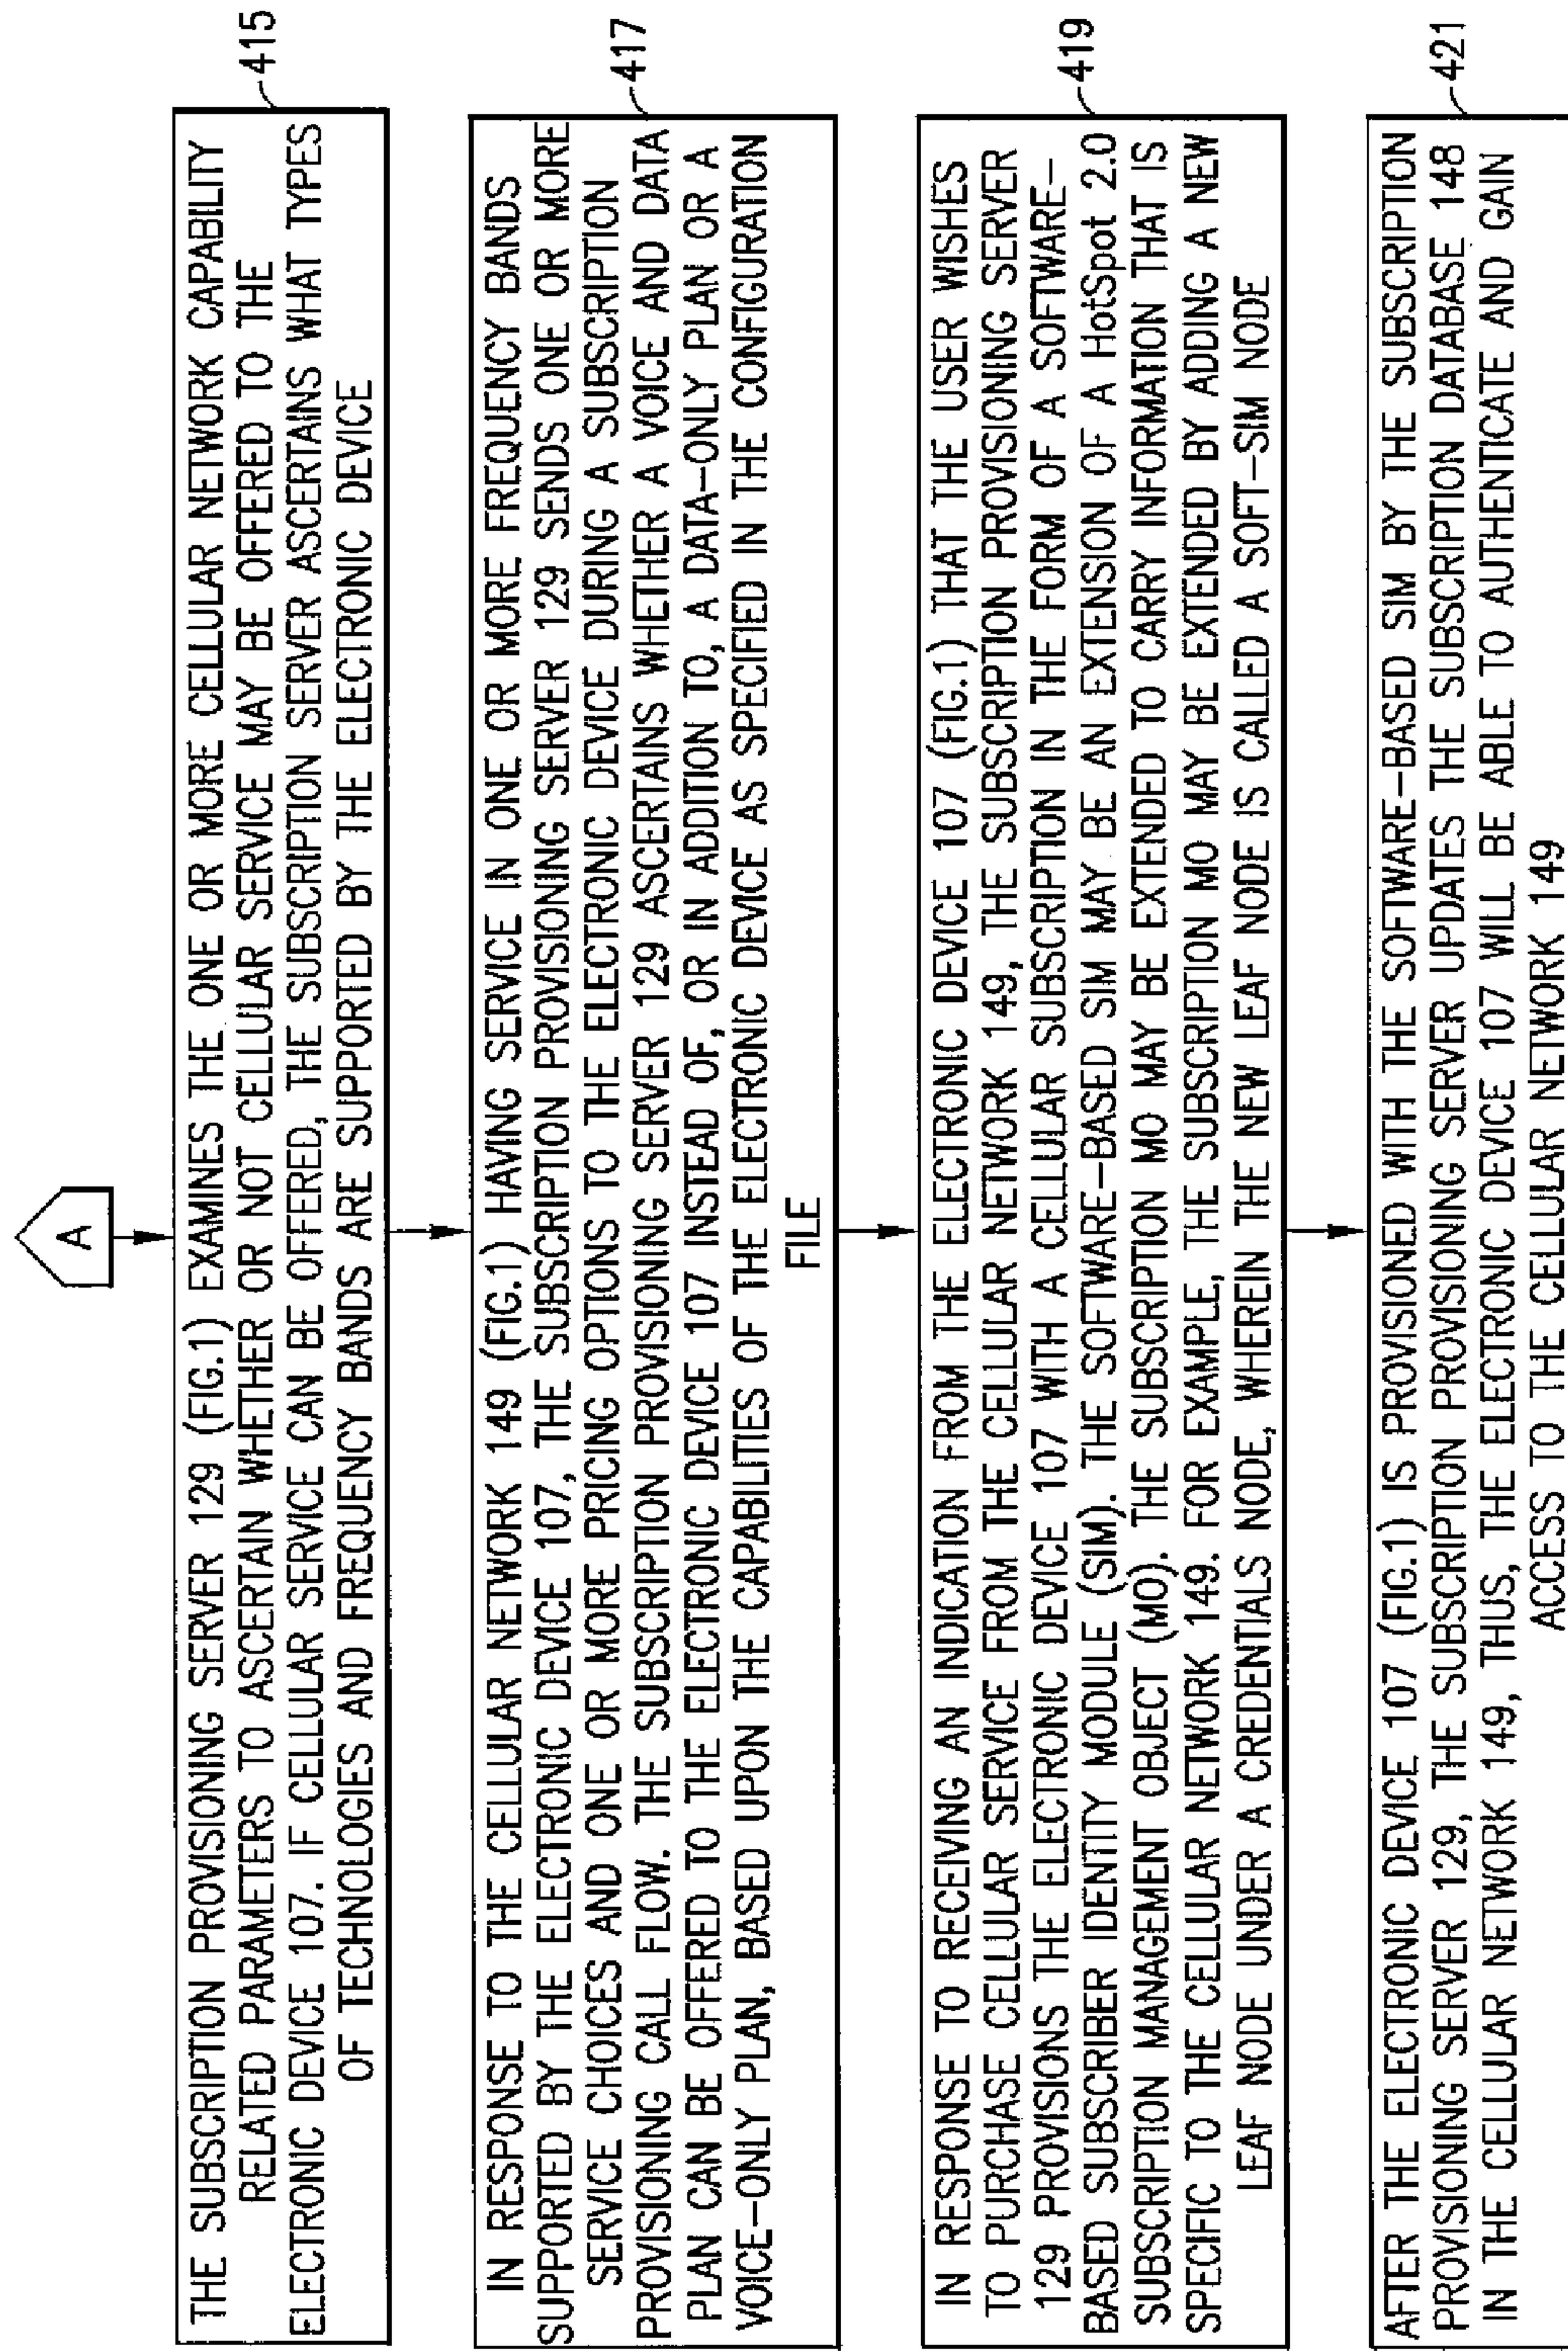 A
THE SUBSCRIPTION PROVISIONING SERVER 129 (FIG.1) EXAMINES THE ONE OR MORE CELLULAR NETWORK CAPABILITY
RELATED PARAMETERS TO ASCERTAIN WHETHER OR NOT CELLULAR SERVICE MAY BE OFFERED TO THE
ELECTRONIC DEVICE 107. IF CELLULAR SERVICE CAN BE OFFERED, THE SUBSCRIPTION SERVER ASCERTAINS WHAT TYPES
OF TECHNOLOGIES AND FREQUENCY BANDS ARE SUPPORTED BY THE ELECTRONIC DEVICE
415
IN RESPONSE TO THE CELLULAR NETWORK 149 (FIG.1) HAVING SERVICE IN ONE OR MORE FREQUENCY BANDS
SUPPORTED BY THE ELECTRONIC DEVICE 107, THE SUBSCRIPTION PROVISIONING SERVER 129 SENDS ONE OR MORE
SERVICE CHOICES AND ONE OR MORE PRICING OPTIONS TO THE ELECTRONIC DEVICE DURING A SUBSCRIPTION
PROVISIONING CALL FLOW. THE SUBSCRIPTION PROVISIONING SERVER 129 ASCERTAINS WHETHER A VOICE AND DATA
PLAN CAN BE OFFERED TO THE ELECTRONIC DEVICE 107 INSTEAD OF, OR IN ADDITION TO, A DATA-ONLY PLAN OR A
VOICE-ONLY PLAN, BASED UPON THE CAPABILITIES OF THE ELECTRONIC DEVICE AS SPECIFIED IN THE CONFIGURATION
FILE
417
IN RESPONSE TO RECEIVING AN INDICATION FROM THE ELECTRONIC DEVICE 107 (FIG.1) THAT THE USER WISHES
TO PURCHASE CELLULAR SERVICE FROM THE CELLULAR NETWORK 149, THE SUBSCRIPTION PROVISIONING SERVER
129 PROVISIONS THE ELECTRONIC DEVICE 107 WITH A CELLULAR SUBSCRIPTION IN THE FORM OF A SOFTWARE-
BASED SUBSCRIBER IDENTITY MODULE (SIM). THE SOFTWARE-BASED SIM MAY BE AN EXTENSION OF A HotSpot 2.0
SUBSCRIPTION MANAGEMENT OBJECT (MO). THE SUBSCRIPTION MO MAY BE EXTENDED TO CARRY INFORMATION THAT IS
SPECIFIC TO THE CELLULAR NETWORK 149. FOR EXAMPLE, THE SUBSCRIPTION MO MAY BE EXTENDED BY ADDING A NEW
LEAF NODE UNDER A CREDENTIALS NODE, WHEREIN THE NEW LEAF NODE IS CALLED A SOFT-SIM NODE
419
AFTER THE ELECTRONIC DEVICE 107 (FIG.1) IS PROVISIONED WITH THE SOFTWARE-BASED SIM BY THE SUBSCRIPTION
PROVISIONING SERVER 129, THE SUBSCRIPTION PROVISIONING SERVER UPDATES THE SUBSCRIPTION DATABASE 148
IN THE CELLULAR NETWORK 149, THUS, THE ELECTRONIC DEVICE 107 WILL BE ABLE TO AUTHENTICATE AND GAIN
ACCESS TO THE CELLULAR NETWORK 149
421